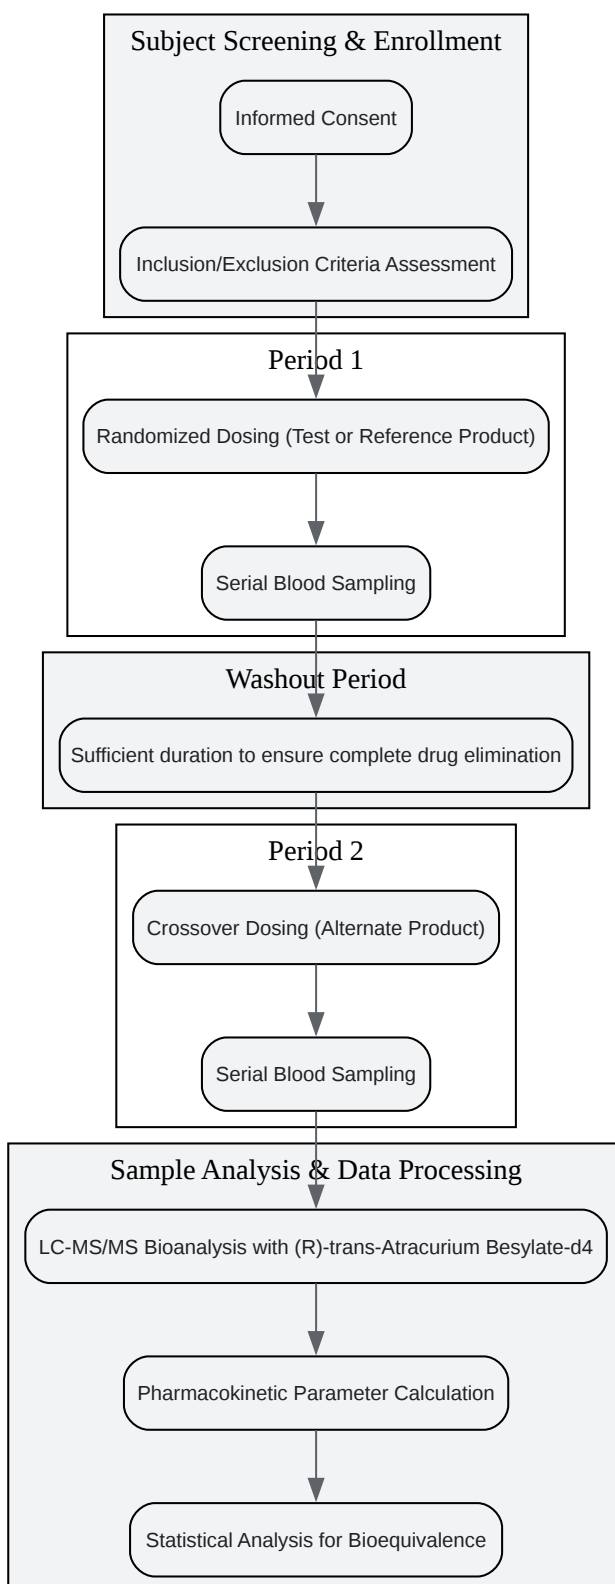 Subject Screening & Enrollment
Informed Consent
Inclusion/Exclusion Criteria Assessment
Period 1
Randomized Dosing (Test or Reference Product)
Serial Blood Sampling
Washout Period
Sufficient duration to ensure complete drug elimination
Period 2
Crossover Dosing (Alternate Product)
Serial Blood Sampling
Sample Analysis & Data Processing
LC-MS/MS Bioanalysis with (R)-trans-Atracurium Besylate-d4
Pharmacokinetic Parameter Calculation
Statistical Analysis for Bioequivalence